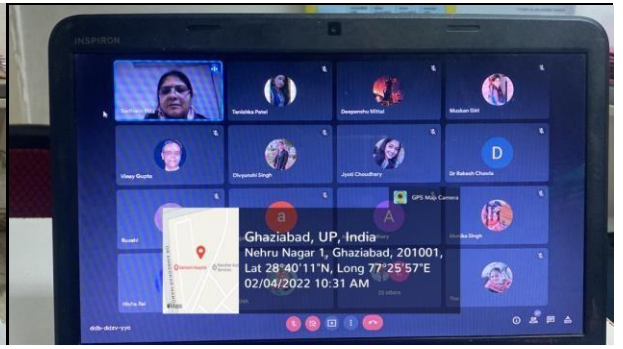 INSPIRON
Tanishka Patel
Deepanshu Mittal
Muskan Giri
Vinay Gupta
Divyanshi Singh
Jyoti Choudhary
D
Dr Rakesh Chawla
GPS Map Camera
a
A
Ghaziabad, UP, India
Nehru Nagar 1, Ghaziabad, 201001,
Lat 28°40'11"N, Long 77°25'57"E
02/04/2022 10:31 AM